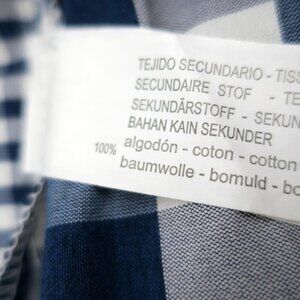 TEJIDO SECUNDARIO - TISS
SECUNDAIRE STOF - TE
SEKUNDÄRSTOFF - SEKUN
BAHAN KAIN SEKUNDER
100% algodón - coton - cotton
baumwolle - bomuld - bo